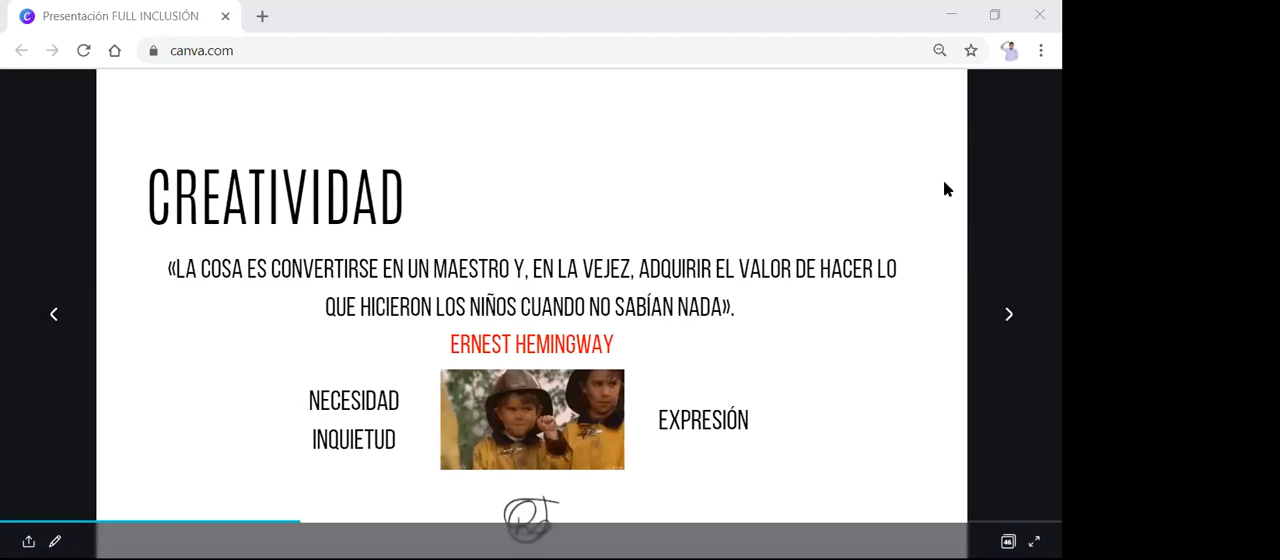 Presentación FULL INCLUSIÓN
canva.com
CREATIVIDAD
«LA COSA ES CONVERTIRSE EN UN MAESTRO Y, EN LA VEJEZ, ADQUIRIR EL VALOR DE HACER LO
QUE HICIERON LOS NIÑOS CUANDO NO SABÍAN NADA».
ERNEST HEMINGWAY
NECESIDAD
INQUIETUD
EXPRESIÓN
46